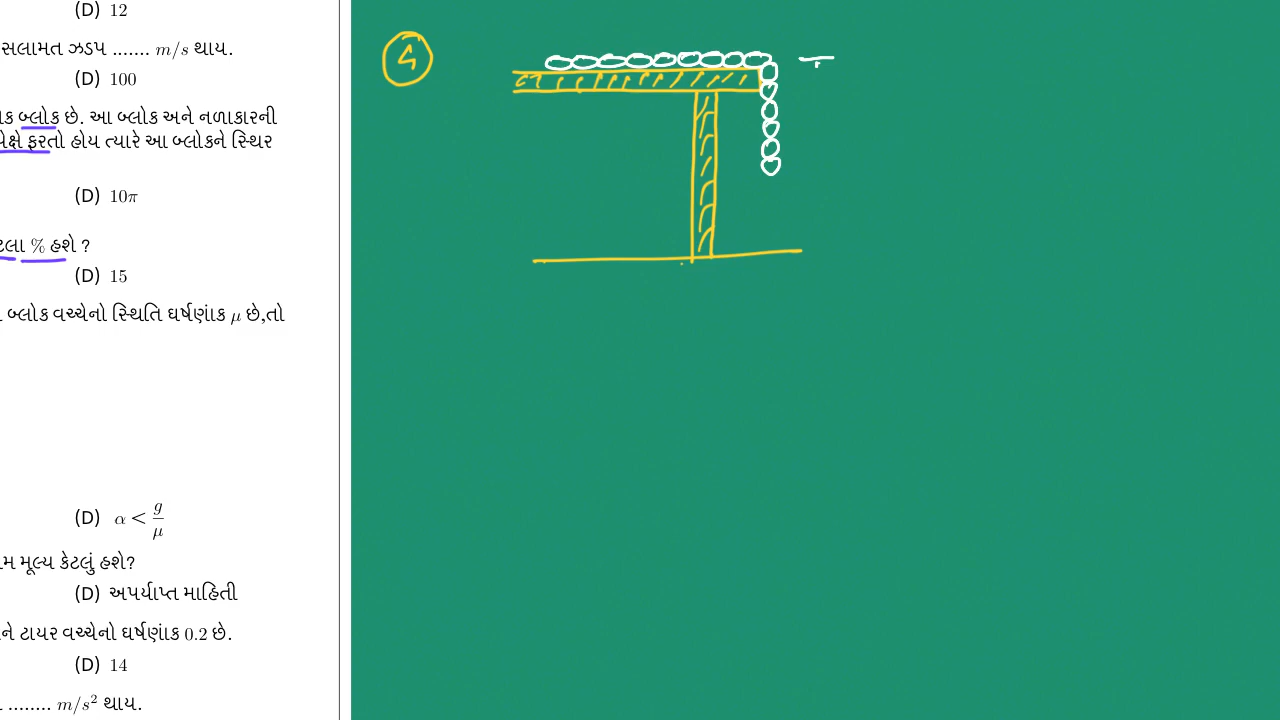 (D) 12
સલામત ઝડપ ....... m/s થાય.
(D) 100
ક બ્લોક છે. આ બ્લોક અને નળાકારની
પેક્ષે ફરતો હોય ત્યારે આ બ્લોકને સ્થિર
(D) 10π
ટલા % હશે ?
(D) 15
બ્લોક વચ્ચેનો સ્થિતિ ઘર્ષણાંક μ છે,તો
(D) α < g/μ
મ મૂલ્ય કેટલું હશે?
(D) અપર્યાપ્ત માહિતી
ને ટાયર વચ્ચેનો ઘર્ષણાંક 0.2 છે.
(D) 14
........ m/s² થાય.